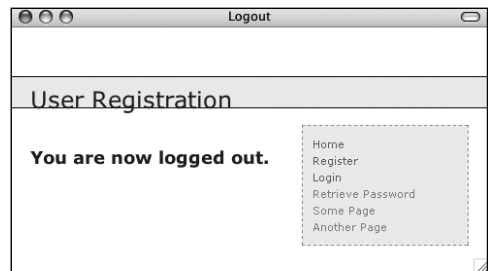 Logout
User Registration
You are now logged out.
Home
Register
Login
Retrieve Password
Some Page
Another Page